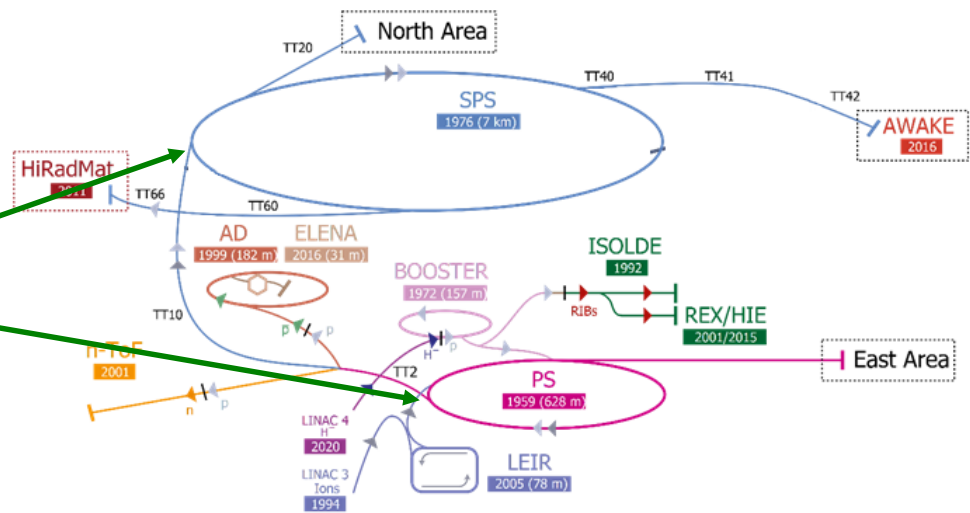 North Area
TT20
TT40
TT41
TT42
SPS
1976 (7 km)
AWAKE
2016
HiRadMat
2011
TT66
TT60
AD
1999 (182 m)
ELENA
2016 (31 m)
ISOLDE
1992
BOOSTER
1972 (157 m)
RIBs
REX/HIE
2001/2015
TT10
p̄
p
H⁻
p
n-ToF
2001
TT2
East Area
PS
1959 (628 m)
n
p
LINAC 4
H⁻
2020
LINAC 3
Ions
1994
LEIR
2005 (78 m)